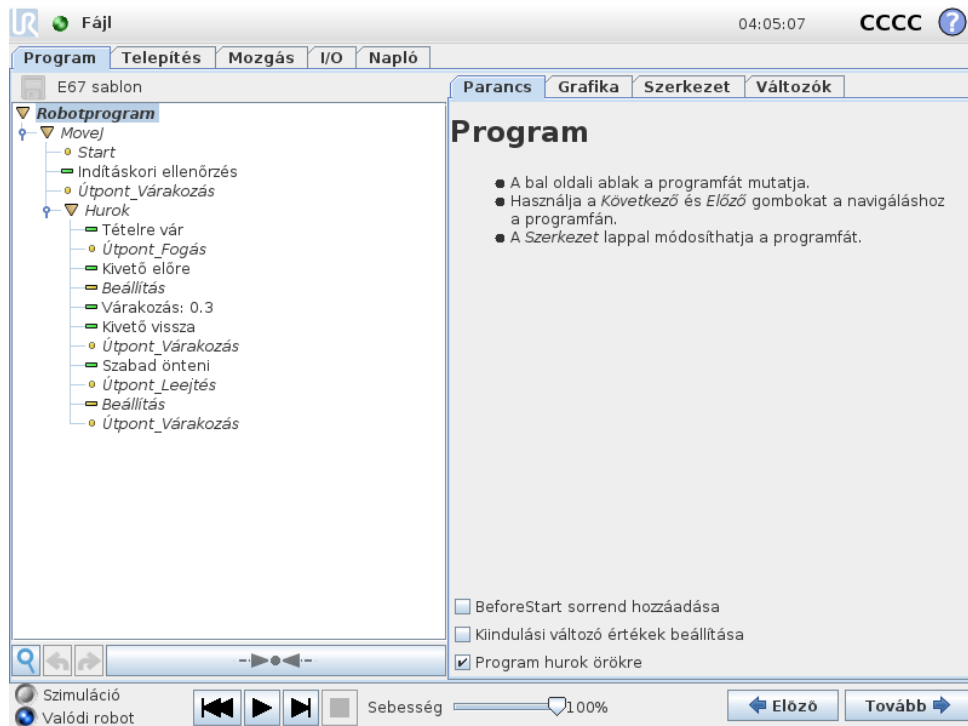 UR Fájl 04:05:07 CCCC ?
Program Telepítés Mozgás I/O Napló
E67 sablon
Robotprogram
MoveJ
Start
Indításkori ellenőrzés
Útpont_Várakozás
Hurok
Tételre vár
Útpont_Fogás
Kivető előre
Beállítás
Várakozás: 0.3
Kivető vissza
Útpont_Várakozás
Szabad önteni
Útpont_Leejtés
Beállítás
Útpont_Várakozás
Parancs Grafika Szerkezet Változók
Program
A bal oldali ablak a programfát mutatja.
Használja a Következő és Előző gombokat a navigáláshoz
a programfán.
A Szerkezet lappal módosíthatja a programfát.
BeforeStart sorrend hozzáadása
Kiindulási változó értékek beállítása
Program hurok örökre
Szimuláció
Valódi robot
Sebesség 100%
Elözö Tovább